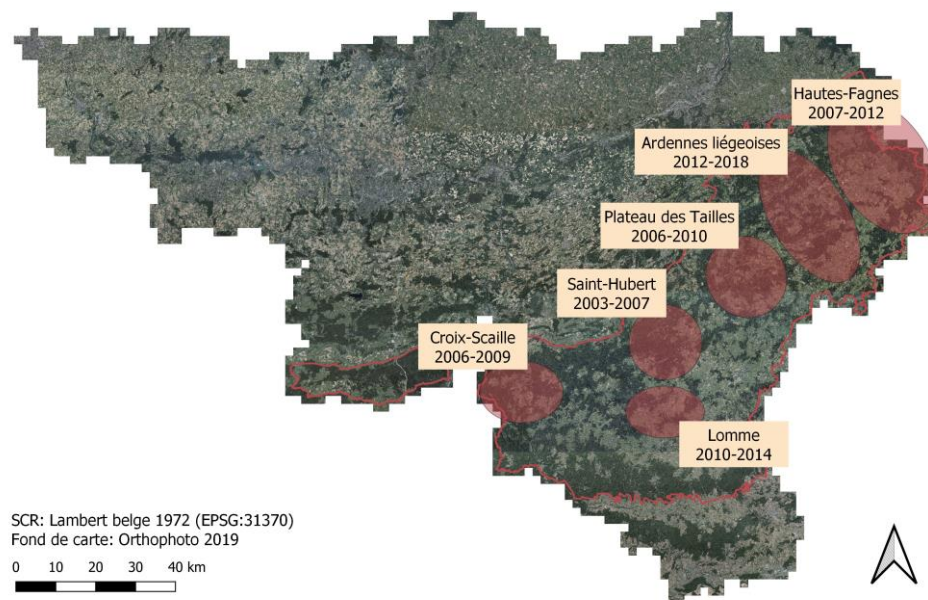 Hautes-Fagnes
2007-2012
Ardennes liégeoises
2012-2018
Plateau des Tailles
2006-2010
Saint-Hubert
2003-2007
Croix-Scaille
2006-2009
Lomme
2010-2014
SCR: Lambert belge 1972 (EPSG:31370)
Fond de carte: Orthophoto 2019
0 10 20 30 40 km